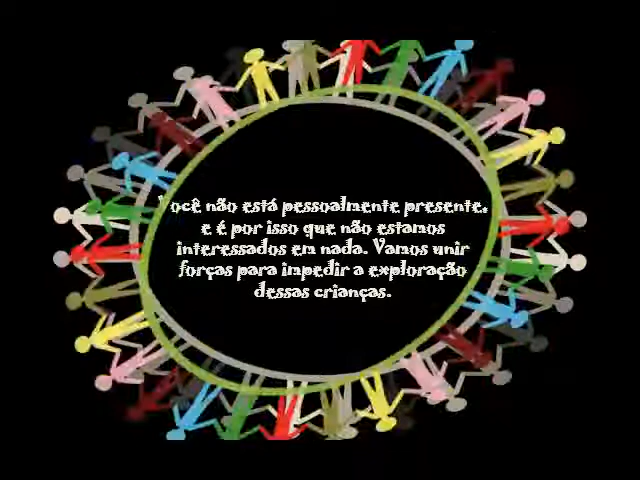 Você não está pessoalmente presente,
e é por isso que não estamos
interessados em nada. Vamos unir
forças para impedir a exploração
dessas crianças.